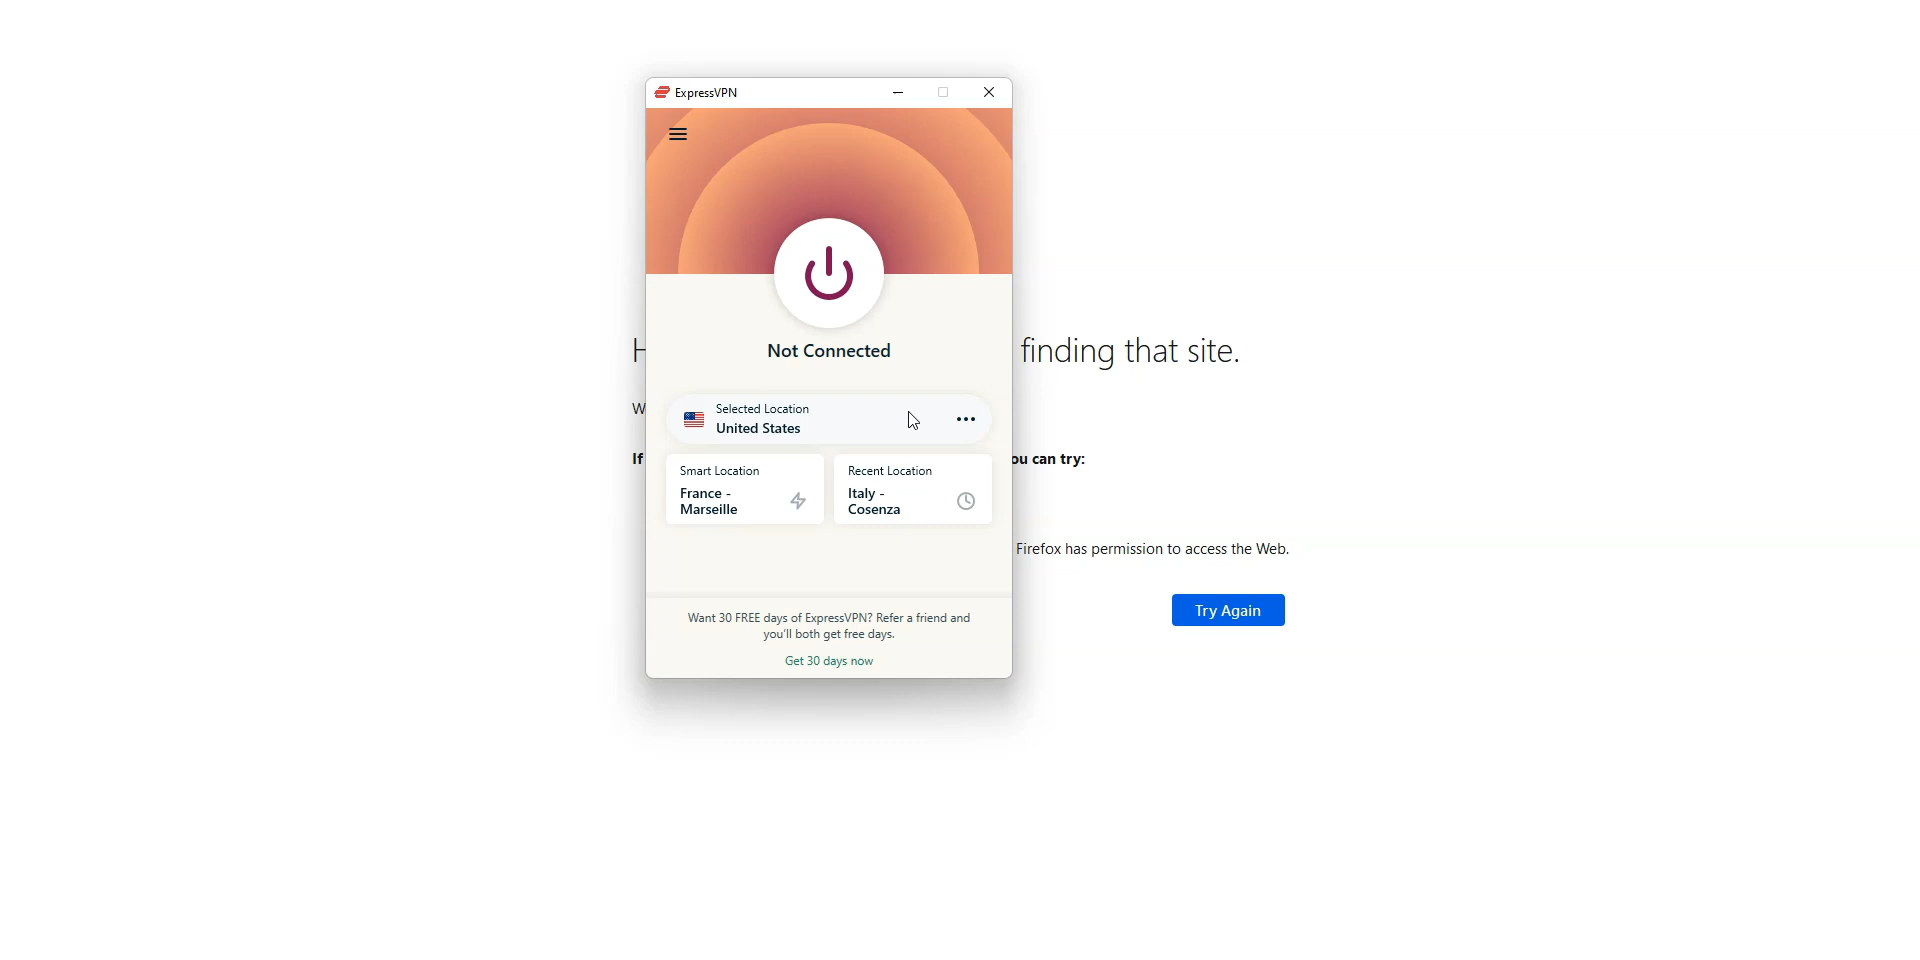 ExpressVPN
Not Connected
finding that site.
Selected Location
United States
If
ou can try:
Smart Location
France -
Marseille
Recent Location
Italy -
Cosenza
Firefox has permission to access the Web.
Try Again
Want 30 FREE days of ExpressVPN? Refer a friend and
you'll both get free days.
Get 30 days now